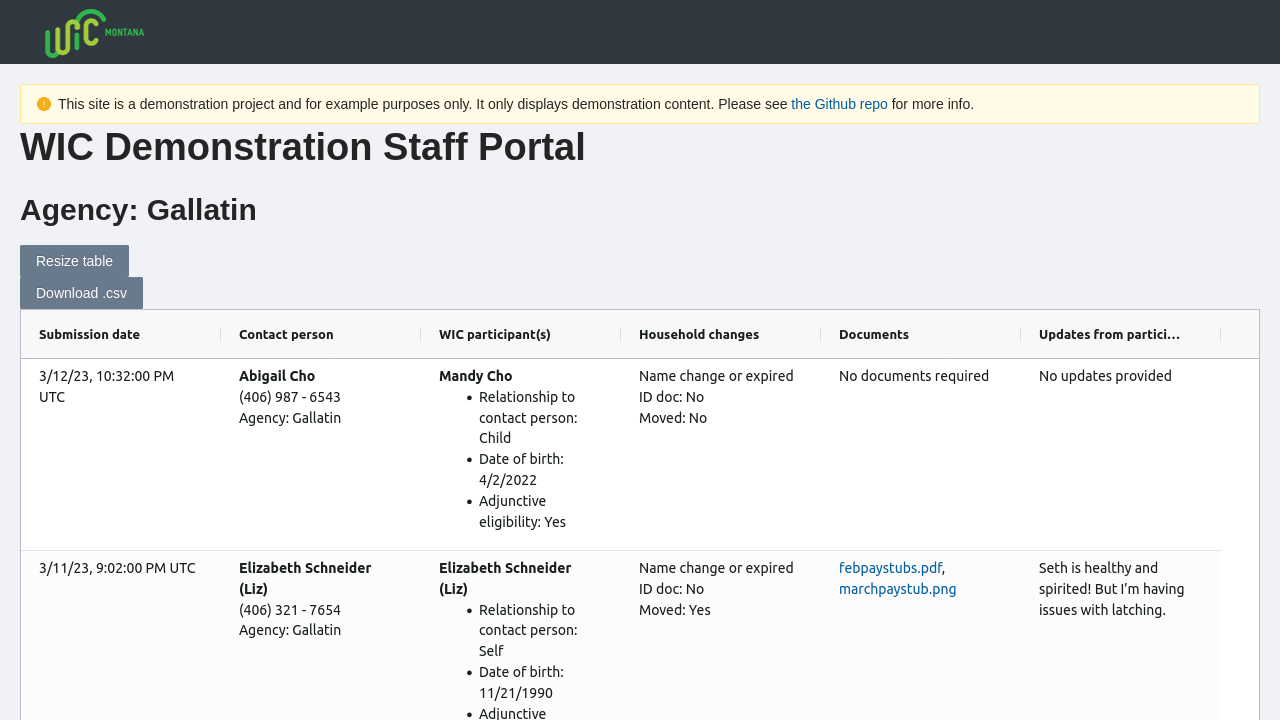 WIC MONTANA
This site is a demonstration project and for example purposes only. It only displays demonstration content. Please see the Github repo for more info.
WIC Demonstration Staff Portal
Agency: Gallatin
Resize table
Download .csv
Submission date
Contact person
WIC participant(s)
Household changes
Documents
Updates from partici...
3/12/23, 10:32:00 PM
UTC
Abigail Cho
(406) 987 - 6543
Agency: Gallatin
Mandy Cho
• Relationship to
contact person:
Child
• Date of birth:
4/2/2022
• Adjunctive
eligibility: Yes
Name change or expired
ID doc: No
Moved: No
No documents required
No updates provided
3/11/23, 9:02:00 PM UTC
Elizabeth Schneider
(Liz)
(406) 321 - 7654
Agency: Gallatin
Elizabeth Schneider
(Liz)
• Relationship to
contact person:
Self
• Date of birth:
11/21/1990
• Adjunctive
Name change or expired
ID doc: No
Moved: Yes
febpaystubs.pdf,
marchpaystub.png
Seth is healthy and
spirited! But I’m having
issues with latching.